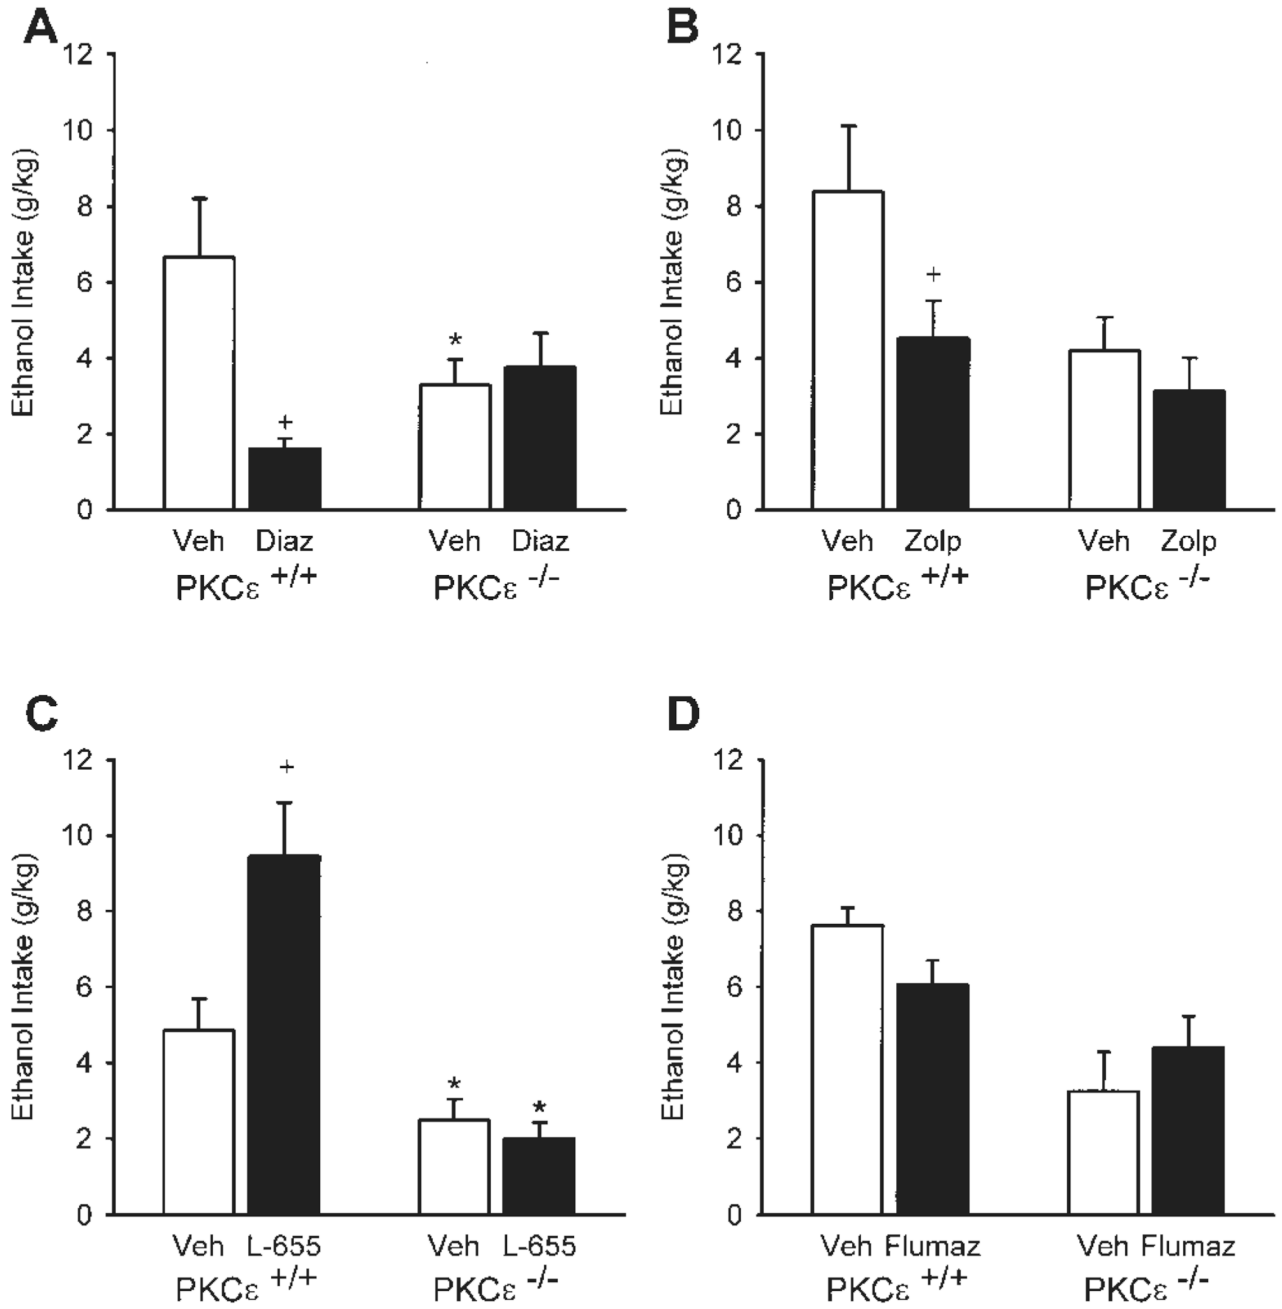 A
Ethanol Intake (g/kg)
12
10
8
6
4
2
0
+
*
Veh Diaz Veh Diaz
PKCε +/+ PKCε -/-
B
Ethanol Intake (g/kg)
12
10
8
6
4
2
0
+
Veh Zolp Veh Zolp
PKCε +/+ PKCε -/-
C
Ethanol Intake (g/kg)
12
10
8
6
4
2
0
+
* *
Veh L-655 Veh L-655
PKCε +/+ PKCε -/-
D
Ethanol Intake (g/kg)
12
10
8
6
4
2
0
Veh Flumaz Veh Flumaz
PKCε +/+ PKCε -/-